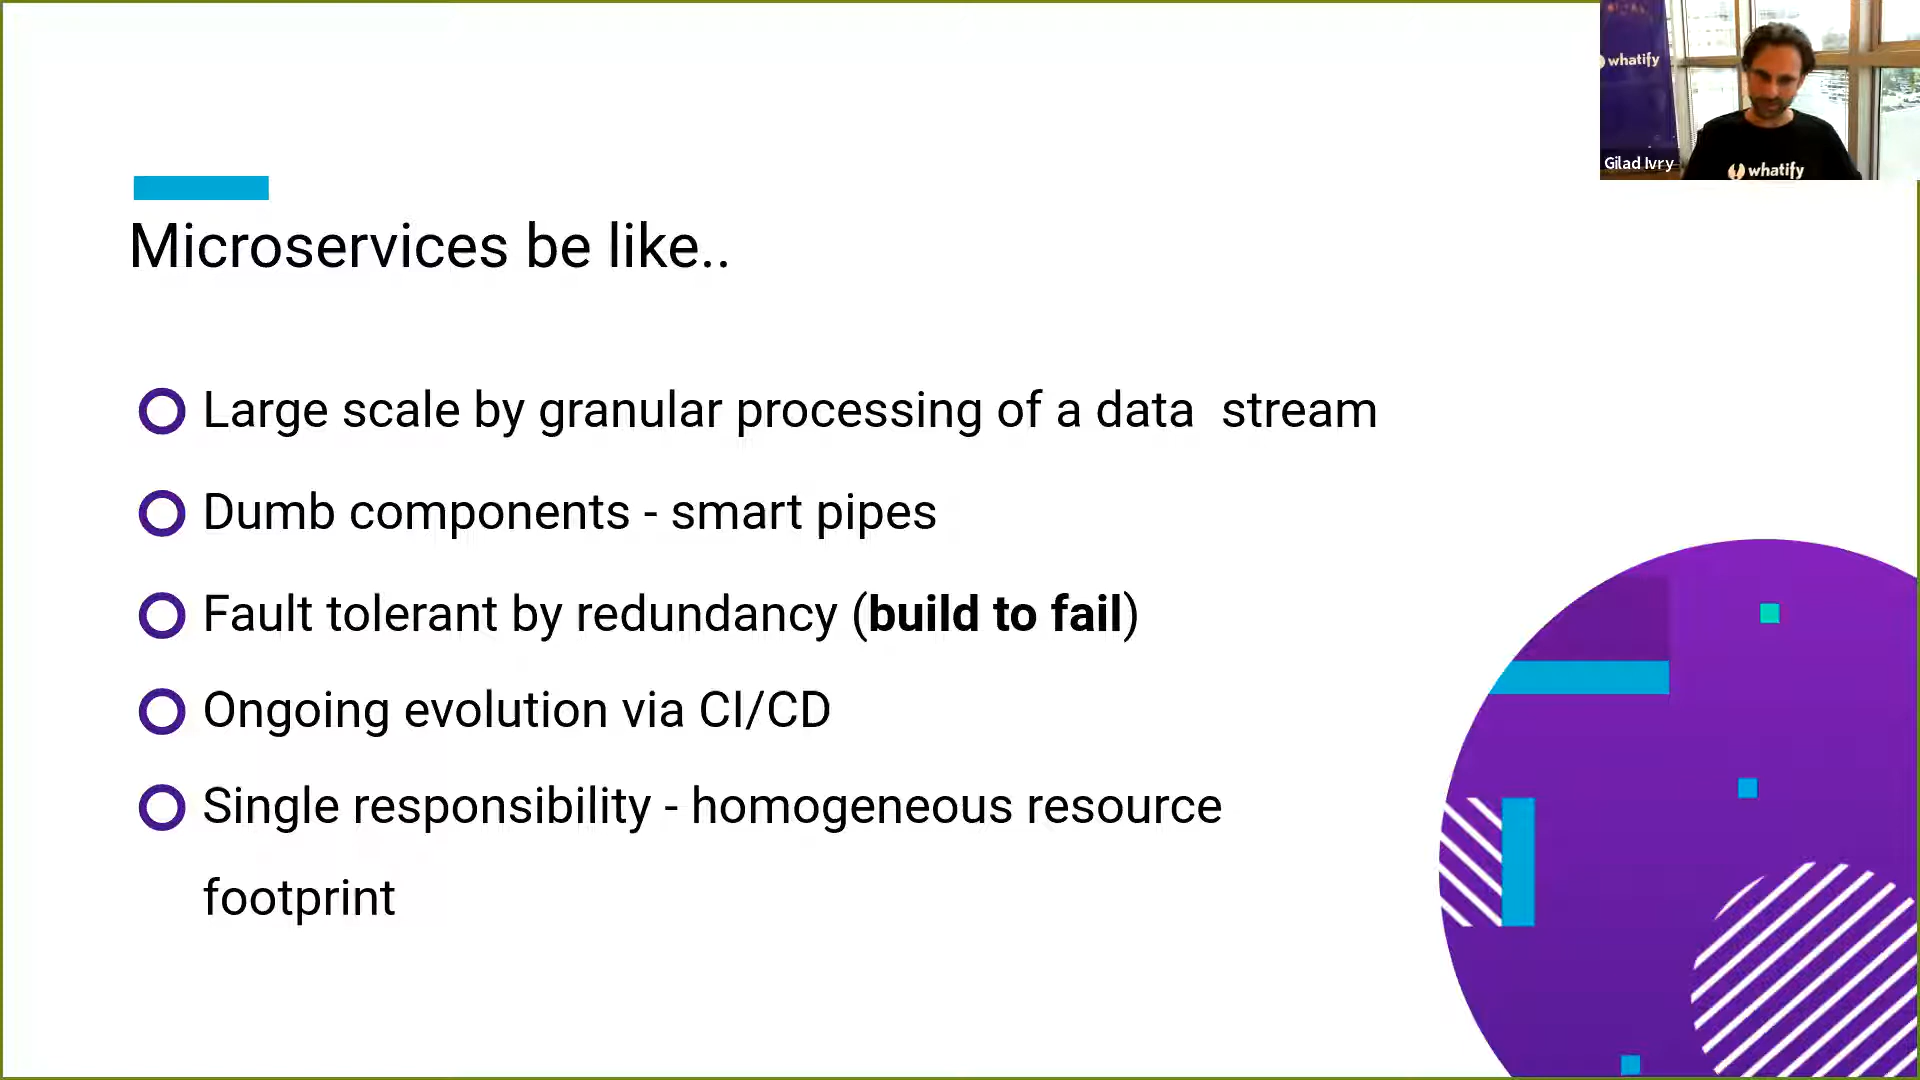 whatify
Gilad Ivry
whatify
Microservices be like..
Large scale by granular processing of a data  stream
Dumb components - smart pipes
Fault tolerant by redundancy (build to fail)
Ongoing evolution via CI/CD
Single responsibility - homogeneous resource
footprint